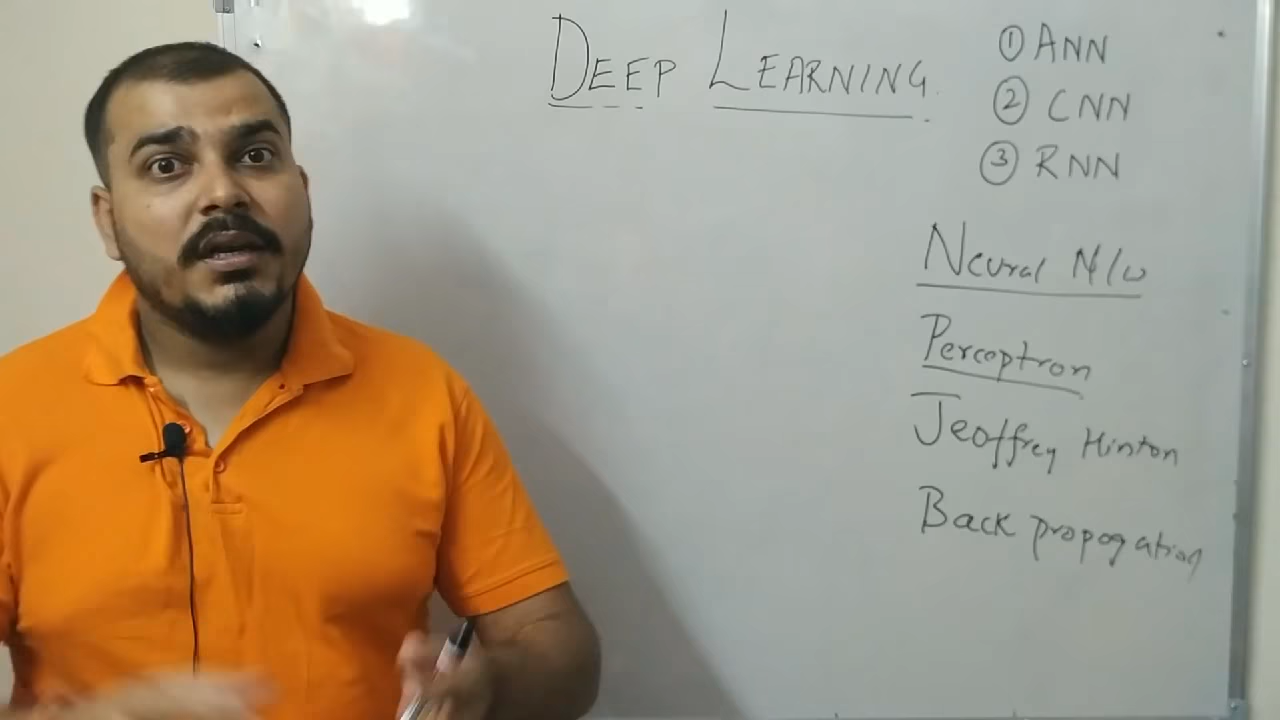 DEEP LEARNING.
① ANN
② CNN
③ RNN
Neural N/w
Perceptron
Jeoffrey Hinton
Back propogation